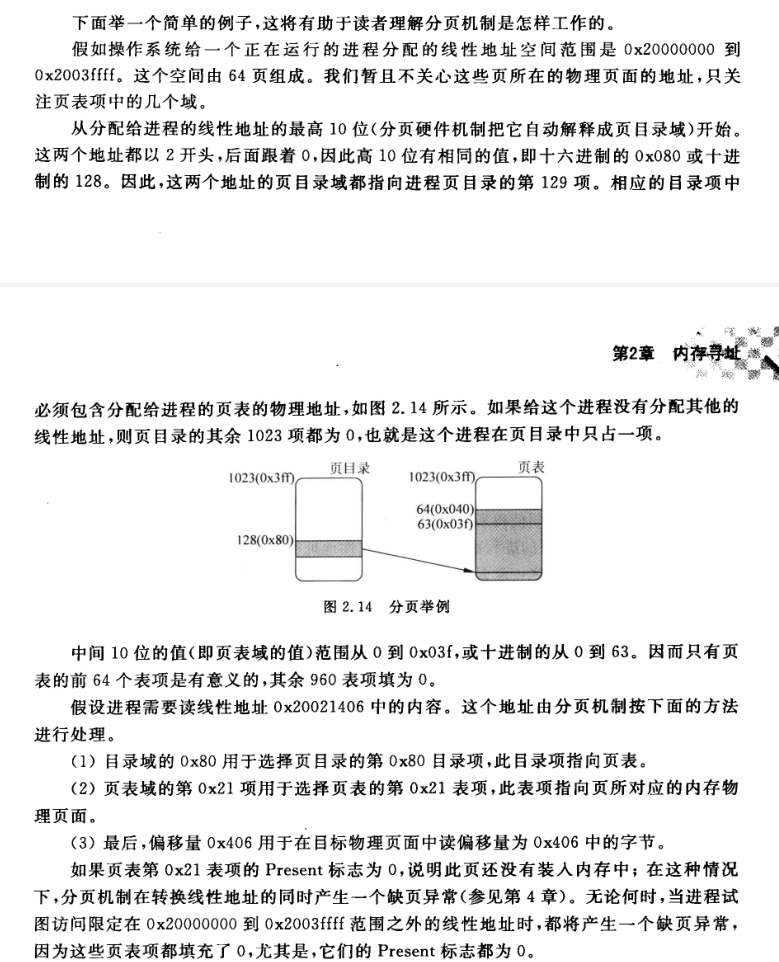 下面举一个简单的例子,这将有助于读者理解分页机制是怎样工作的。
假如操作系统给一个正在运行的进程分配的线性地址空间范围是 0x20000000 到
0x2003ffff。这个空间由 64 页组成。我们暂且不关心这些页所在的物理页面的地址,只关
注页表项中的几个域。
从分配给进程的线性地址的最高 10 位(分页硬件机制把它自动解释成页目录域)开始。
这两个地址都以 2 开头,后面跟着 0,因此高 10 位有相同的值,即十六进制的 0x080 或十进
制的 128。因此,这两个地址的页目录域都指向进程页目录的第 129 项。相应的目录项中
第2章 内存寻址
必须包含分配给进程的页表的物理地址,如图 2.14 所示。如果给这个进程没有分配其他的
线性地址,则页目录的其余 1023 项都为 0,也就是这个进程在页目录中只占一项。
页目录
页表
1023(0x3ff)
1023(0x3ff)
64(0x040)
63(0x03f)
128(0x80)
图 2.14 分页举例
中间 10 位的值(即页表域的值)范围从 0 到 0x03f,或十进制的从 0 到 63。因而只有页
表的前 64 个表项是有意义的,其余 960 表项填为 0。
假设进程需要读线性地址 0x20021406 中的内容。这个地址由分页机制按下面的方法
进行处理。
(1) 目录域的 0x80 用于选择页目录的第 0x80 目录项,此目录项指向页表。
(2) 页表域的第 0x21 项用于选择页表的第 0x21 表项,此表项指向页所对应的内存物
理页面。
(3) 最后,偏移量 0x406 用于在目标物理页面中读偏移量为 0x406 中的字节。
如果页表第 0x21 表项的 Present 标志为 0,说明此页还没有装入内存中;在这种情况
下,分页机制在转换线性地址的同时产生一个缺页异常(参见第 4 章)。无论何时,当进程试
图访问限定在 0x20000000 到 0x2003ffff 范围之外的线性地址时,都将产生一个缺页异常,
因为这些页表项都填充了 0,尤其是,它们的 Present 标志都为 0。